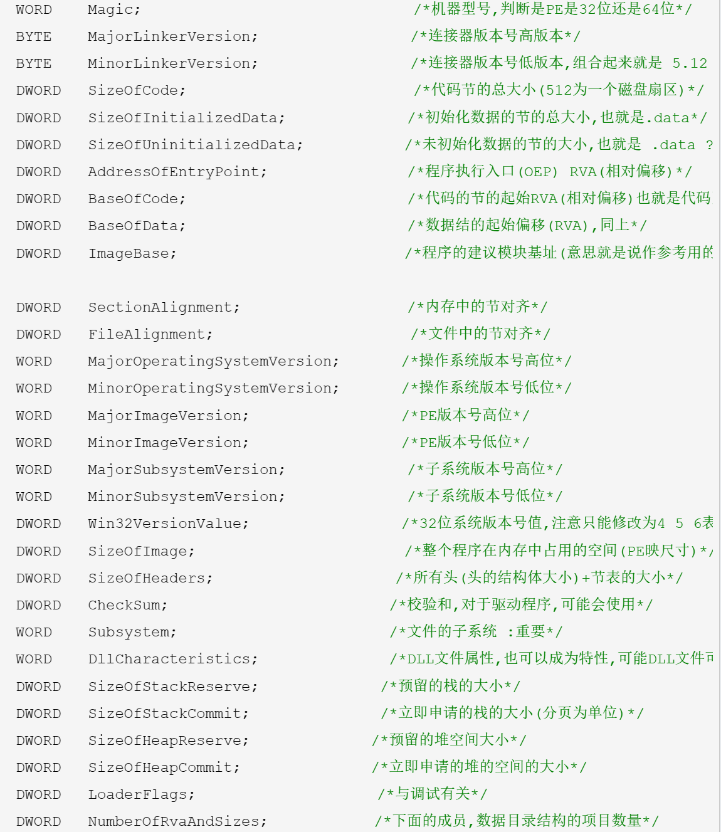 WORD Magic; /*机器型号,判断是PE是32位还是64位*/
BYTE MajorLinkerVersion; /*连接器版本号高版本*/
BYTE MinorLinkerVersion; /*连接器版本号低版本,组合起来就是 5.12
DWORD SizeOfCode; /*代码节的总大小(512为一个磁盘扇区)*/
DWORD SizeOfInitializedData; /*初始化数据的节的总大小,也就是.data*/
DWORD SizeOfUninitializedData; /*未初始化数据的节的大小,也就是 .data ?
DWORD AddressOfEntryPoint; /*程序执行入口(OEP) RVA(相对偏移)*/
DWORD BaseOfCode; /*代码的节的起始RVA(相对偏移)也就是代码
DWORD BaseOfData; /*数据结的起始偏移(RVA),同上*/
DWORD ImageBase; /*程序的建议模块基址(意思就是说作参考用的
DWORD SectionAlignment; /*内存中的节对齐*/
DWORD FileAlignment; /*文件中的节对齐*/
WORD MajorOperatingSystemVersion; /*操作系统版本号高位*/
WORD MinorOperatingSystemVersion; /*操作系统版本号低位*/
WORD MajorImageVersion; /*PE版本号高位*/
WORD MinorImageVersion; /*PE版本号低位*/
WORD MajorSubsystemVersion; /*子系统版本号高位*/
WORD MinorSubsystemVersion; /*子系统版本号低位*/
DWORD Win32VersionValue; /*32位系统版本号值,注意只能修改为4 5 6表
DWORD SizeOfImage; /*整个程序在内存中占用的空间(PE映尺寸)*/
DWORD SizeOfHeaders; /*所有头(头的结构体大小)+节表的大小*/
DWORD CheckSum; /*校验和,对于驱动程序,可能会使用*/
WORD Subsystem; /*文件的子系统 :重要*/
WORD DllCharacteristics; /*DLL文件属性,也可以成为特性,可能DLL文件可
DWORD SizeOfStackReserve; /*预留的栈的大小*/
DWORD SizeOfStackCommit; /*立即申请的栈的大小(分页为单位)*/
DWORD SizeOfHeapReserve; /*预留的堆空间大小*/
DWORD SizeOfHeapCommit; /*立即申请的堆的空间的大小*/
DWORD LoaderFlags; /*与调试有关*/
DWORD NumberOfRvaAndSizes; /*下面的成员,数据目录结构的项目数量*/